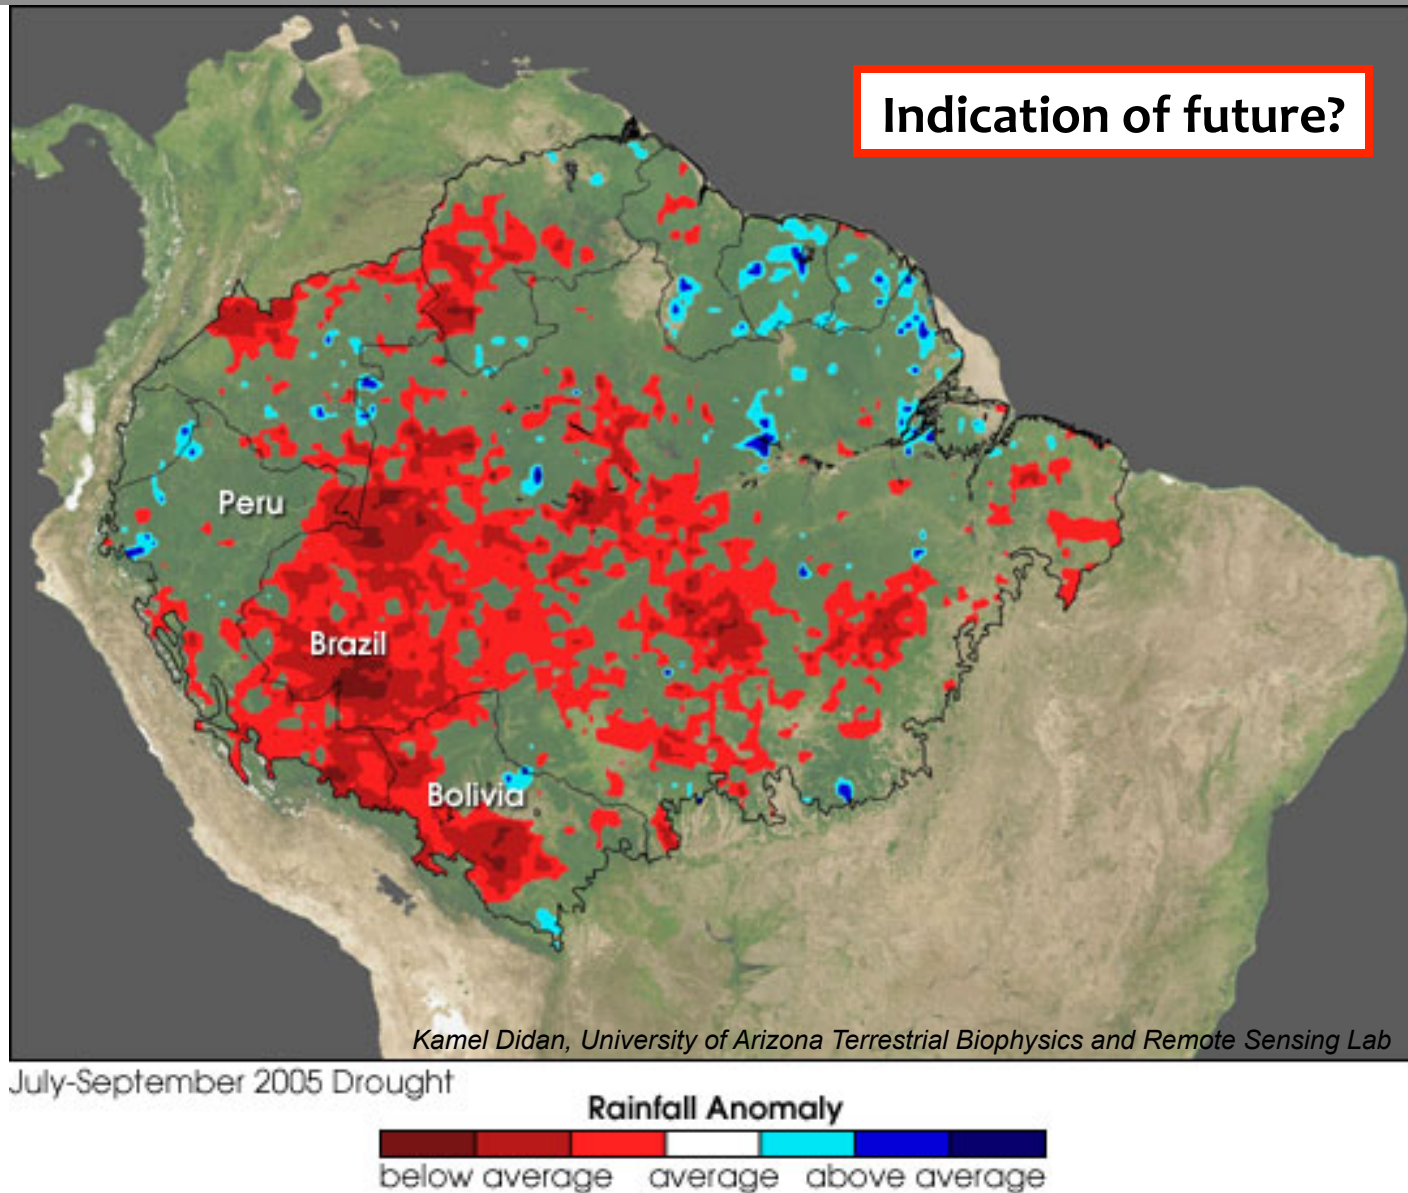 Indication of future?
Peru
Brazil
Bolivia
Kamel Didan, University of Arizona Terrestrial Biophysics and Remote Sensing Lab
July-September 2005 Drought
Rainfall Anomaly
below average average above average